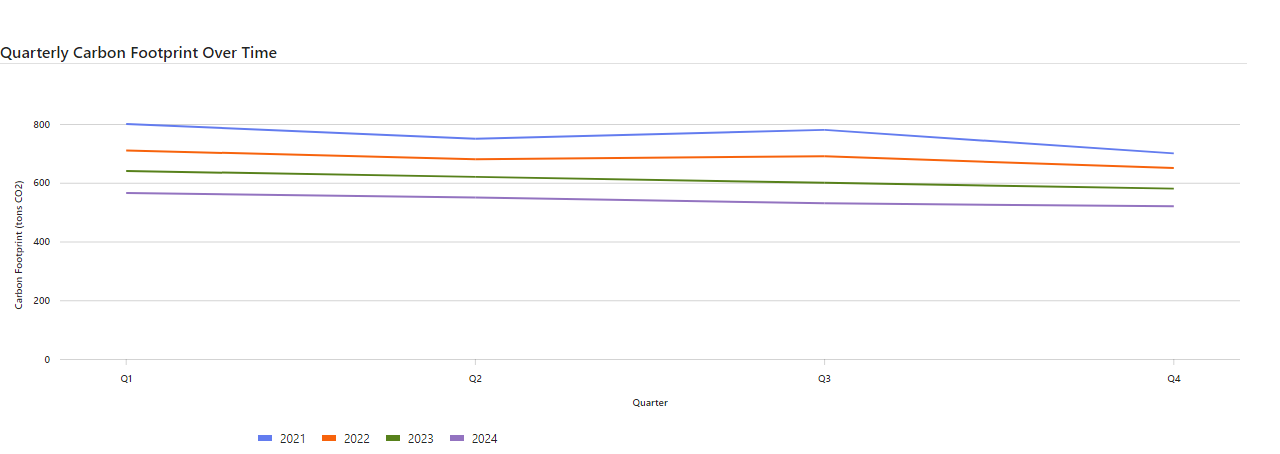 Quarterly Carbon Footprint Over Time
Carbon Footprint (tons CO2)
800
600
400
200
0
Q1 Q2 Q3 Q4
Quarter
2021 2022 2023 2024